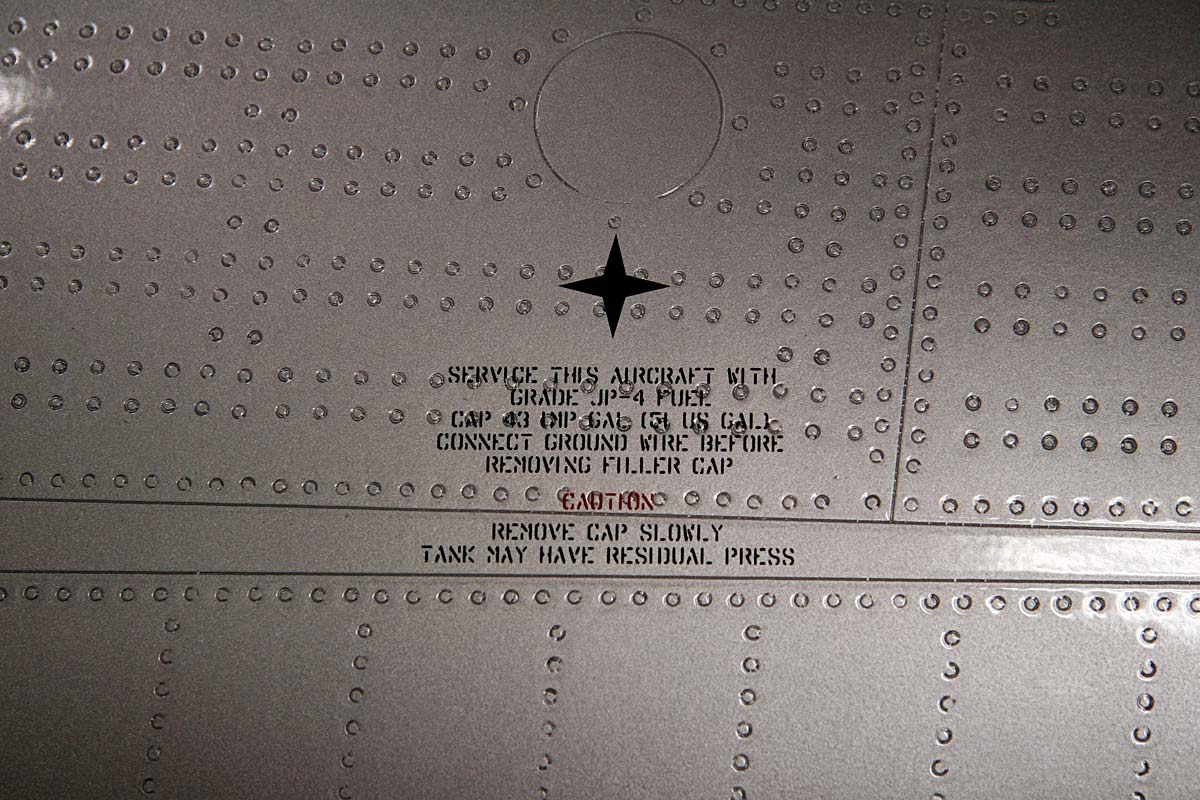 SERVICE THIS AIRCRAFT WITH
GRADE JP-4 FUEL
CAP 43 IMP GAL (51 US GAL)
CONNECT GROUND WIRE BEFORE
REMOVING FILLER CAP
CAUTION
REMOVE CAP SLOWLY
TANK MAY HAVE RESIDUAL PRESS